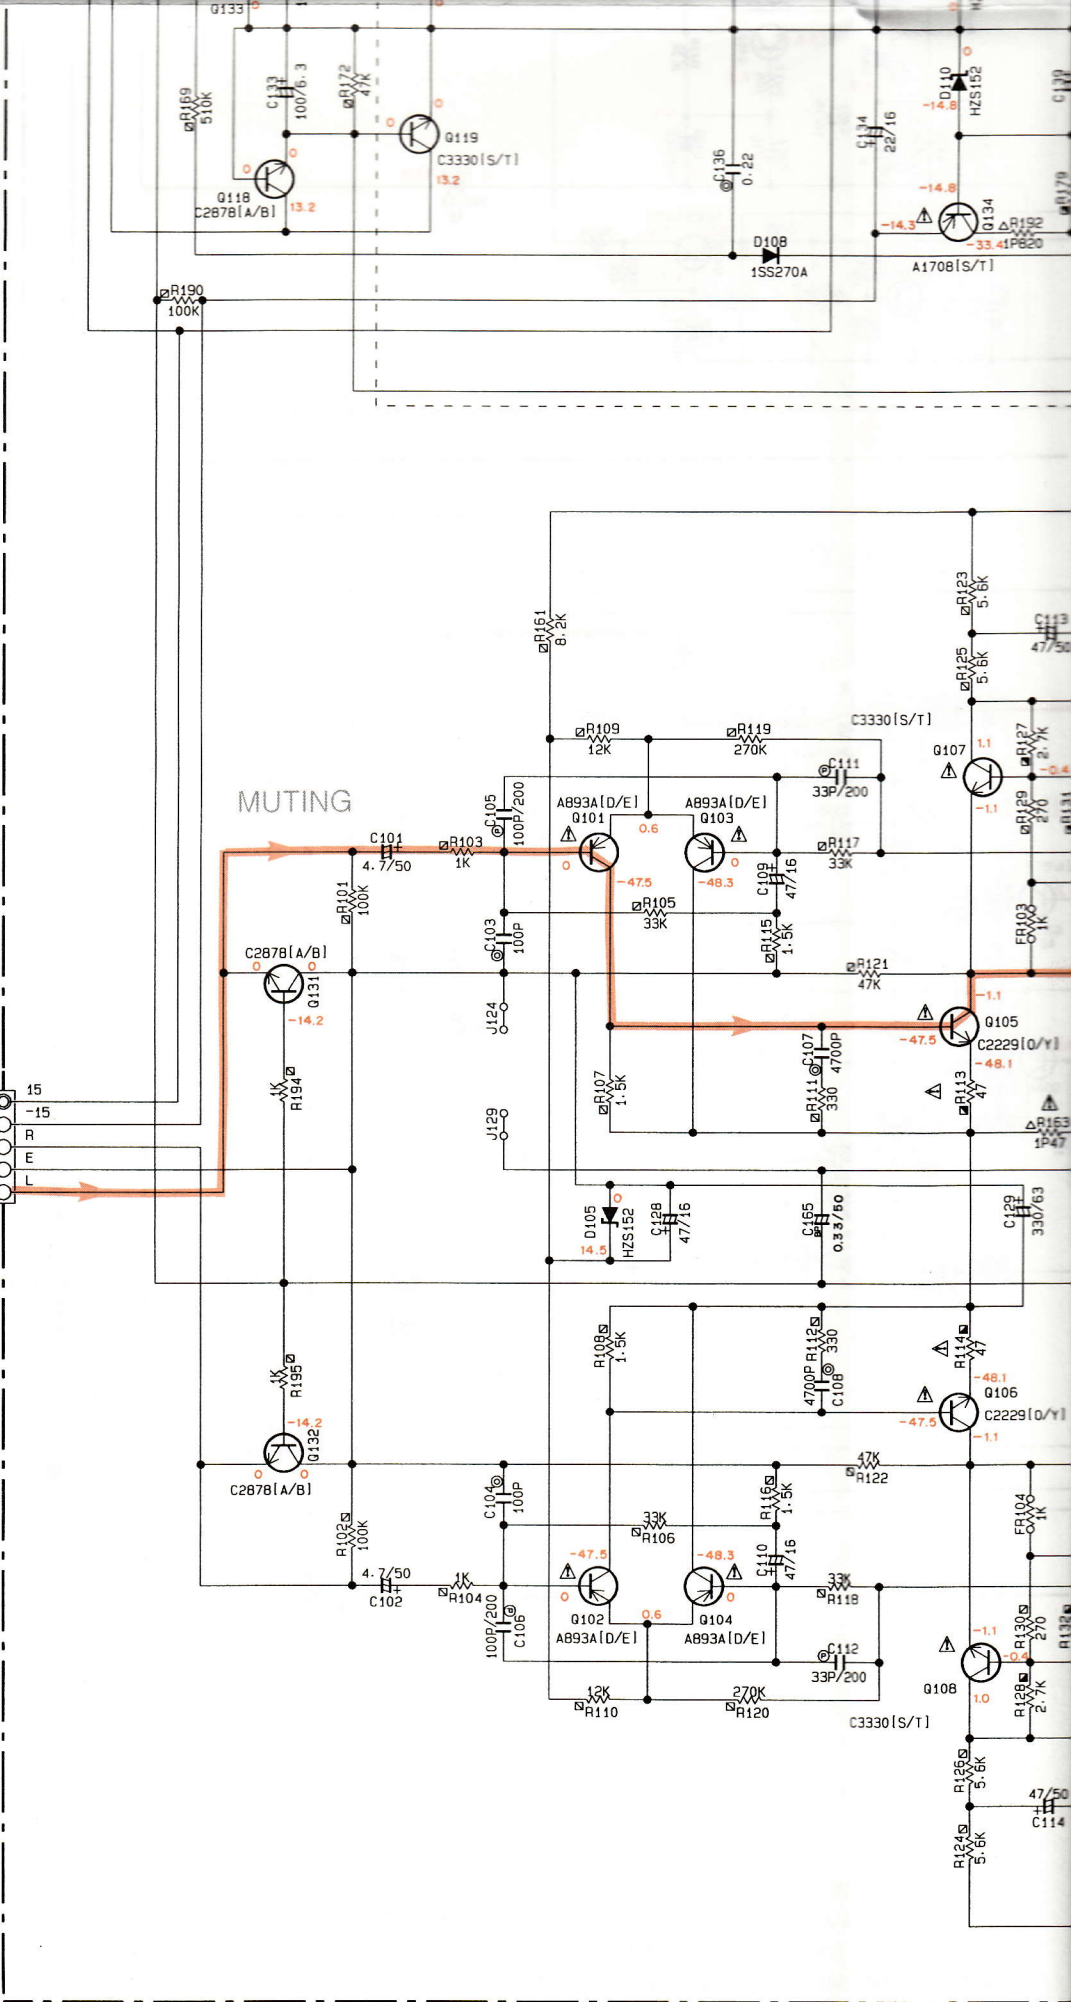 Q133
0
0
R169
510K
C133
100/6.3
R172
47K
0
0
Q119
C3330[S/T]
13.2
0
0
Q118
C2878[A/B]
13.2
C136
0.22
C134
22/16
D110
HZS152
-14.8
0
C139
-14.8
-14.3
Q134
R192
1P820
-33.4
A1708[S/T]
R179
D108
1SS270A
R190
100K
R161
8.2K
R123
5.6K
C113
47/50
R125
5.6K
R109
12K
R119
270K
C3330[S/T]
Q107
1.1
-1.1
R127
2.7K
-0.4
R129
270
R131
MUTING
C105
100P/200
A893A[D/E]
Q101
0.6
A893A[D/E]
Q103
C111
33P/200
C101
4.7/50
R103
1K
0
-47.5
-48.3
0
C109
47/16
R117
33K
R101
100K
R105
33K
C103
100P
R115
1.5K
FR103
1K
C2878[A/B]
0
0
Q131
-14.2
R121
47K
J124
-1.1
Q105
-47.5
C2229[O/Y]
-48.1
C107
4700P
R107
1.5K
R111
330
R113
47
1K
R194
J129
R163
1P47
15
-15
R
E
L
D105
HZS152
0
14.5
C128
47/16
C165
0.33/50
C129
330/63
R108
1.5K
R112
330
R114
47
4700P
C108
-48.1
Q106
-47.5
C2229[O/Y]
-1.1
1K
R195
-14.2
Q132
0
0
C2878[A/B]
47K
R122
C104
100P
R116
1.5K
FR104
1K
R102
100K
33K
R106
-47.5
-48.3
C110
47/16
4.7/50
C102
1K
R104
0
0
33K
R118
100P/200
C106
Q102
0.6
Q104
A893A[D/E]
A893A[D/E]
C112
33P/200
-1.1
-0.4
R130
270
R132
Q108
1.0
R128
2.7K
12K
R110
270K
R120
C3330[S/T]
R126
5.6K
47/50
C114
R124
5.6K